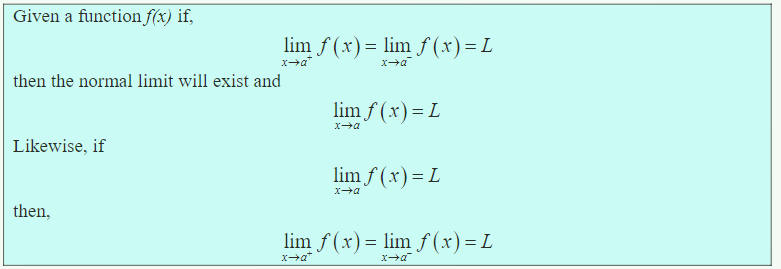 Given a function f(x) if,
lim x→a⁺ f(x) = lim x→a⁻ f(x) = L
then the normal limit will exist and
lim x→a f(x) = L
Likewise, if
lim x→a f(x) = L
then,
lim x→a⁺ f(x) = lim x→a⁻ f(x) = L